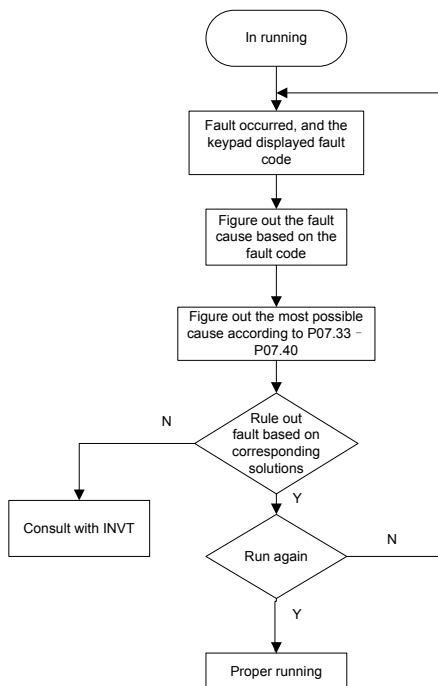 In running
Fault occurred, and the
keypad displayed fault
code
Figure out the fault
cause based on the
fault code
Figure out the most possible
cause according to P07.33–
P07.40
N
Rule out
fault based on
corresponding
solutions
Y
Consult with INVT
Run again
N
Y
Proper running